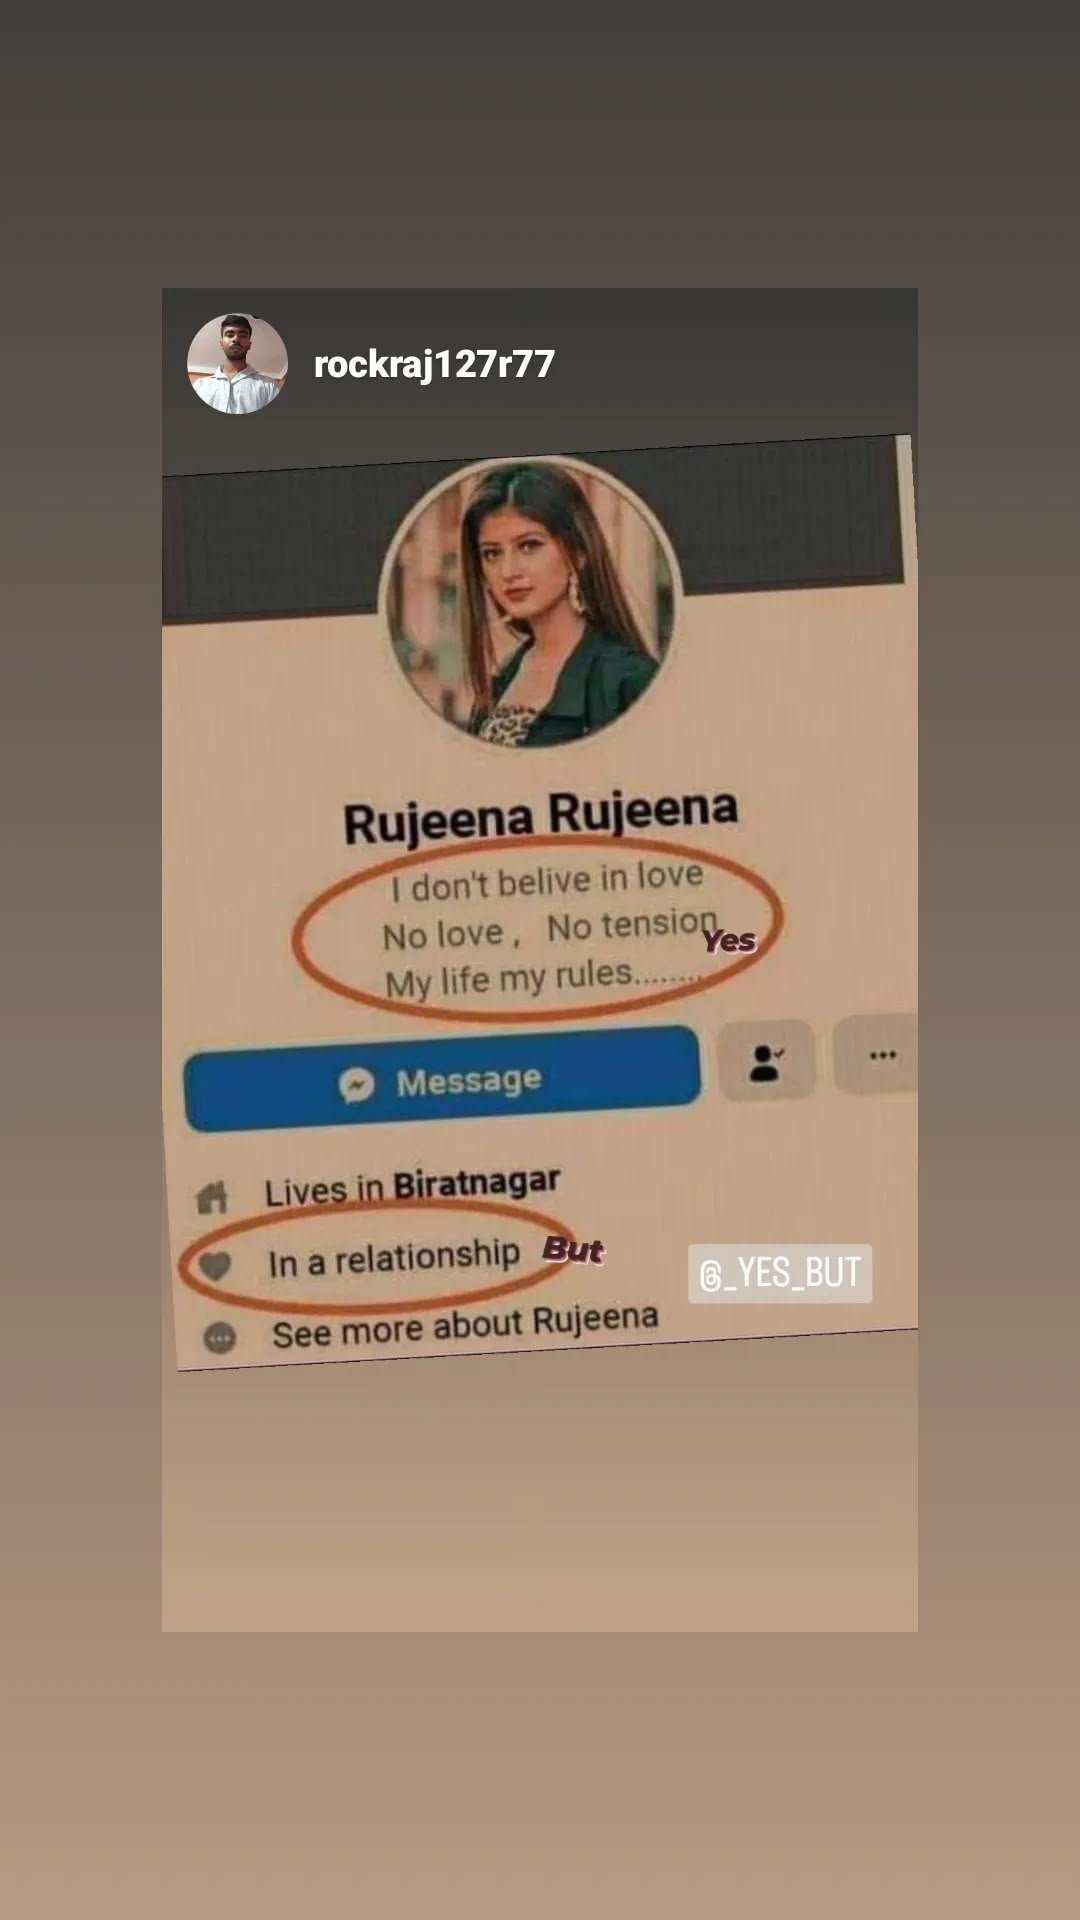 rockraj127r77
Rujeena Rujeena
I don't belive in love
No love ,   No tension
Yes
My life my rules........
Message
Lives in Biratnagar
In a relationship
But
@_YES_BUT
See more about Rujeena